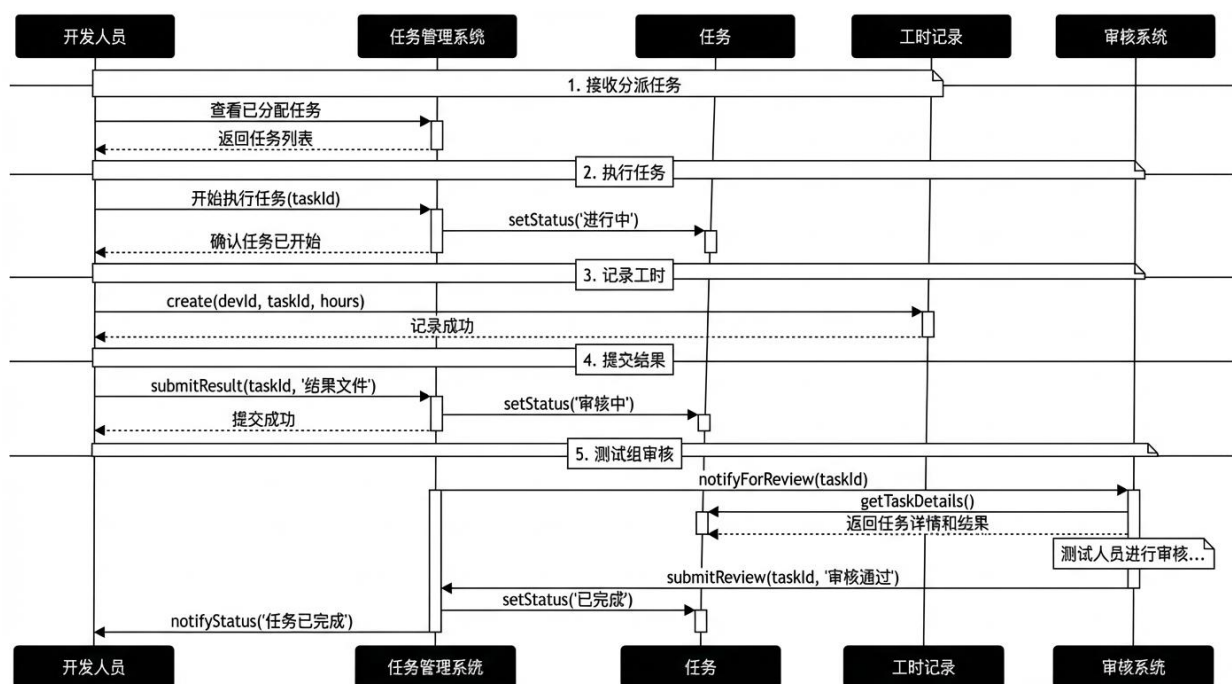 开发人员
任务管理系统
任务
工时记录
审核系统
1. 接收分派任务
查看已分配任务
返回任务列表
2. 执行任务
开始执行任务(taskId)
setStatus('进行中')
确认任务已开始
3. 记录工时
create(devId, taskId, hours)
记录成功
4. 提交结果
submitResult(taskId, '结果文件')
setStatus('审核中')
提交成功
5. 测试组审核
notifyForReview(taskId)
getTaskDetails()
返回任务详情和结果
测试人员进行审核...
submitReview(taskId, '审核通过')
setStatus('已完成')
notifyStatus('任务已完成')
开发人员
任务管理系统
任务
工时记录
审核系统